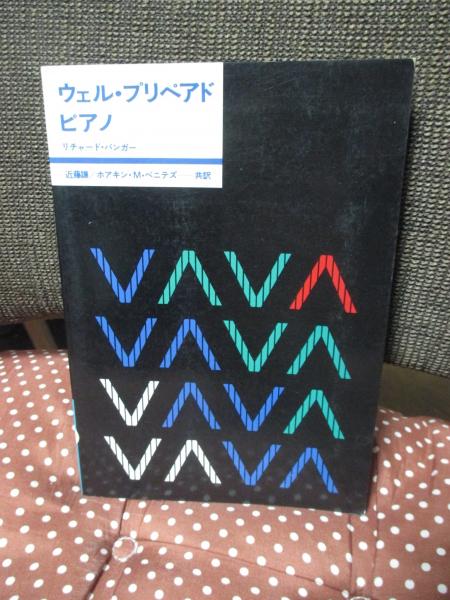 ウェル・プリペアド
ピアノ
リチャード・バンガー
近藤譲／ホアキン・M・ベニテズ——共訳